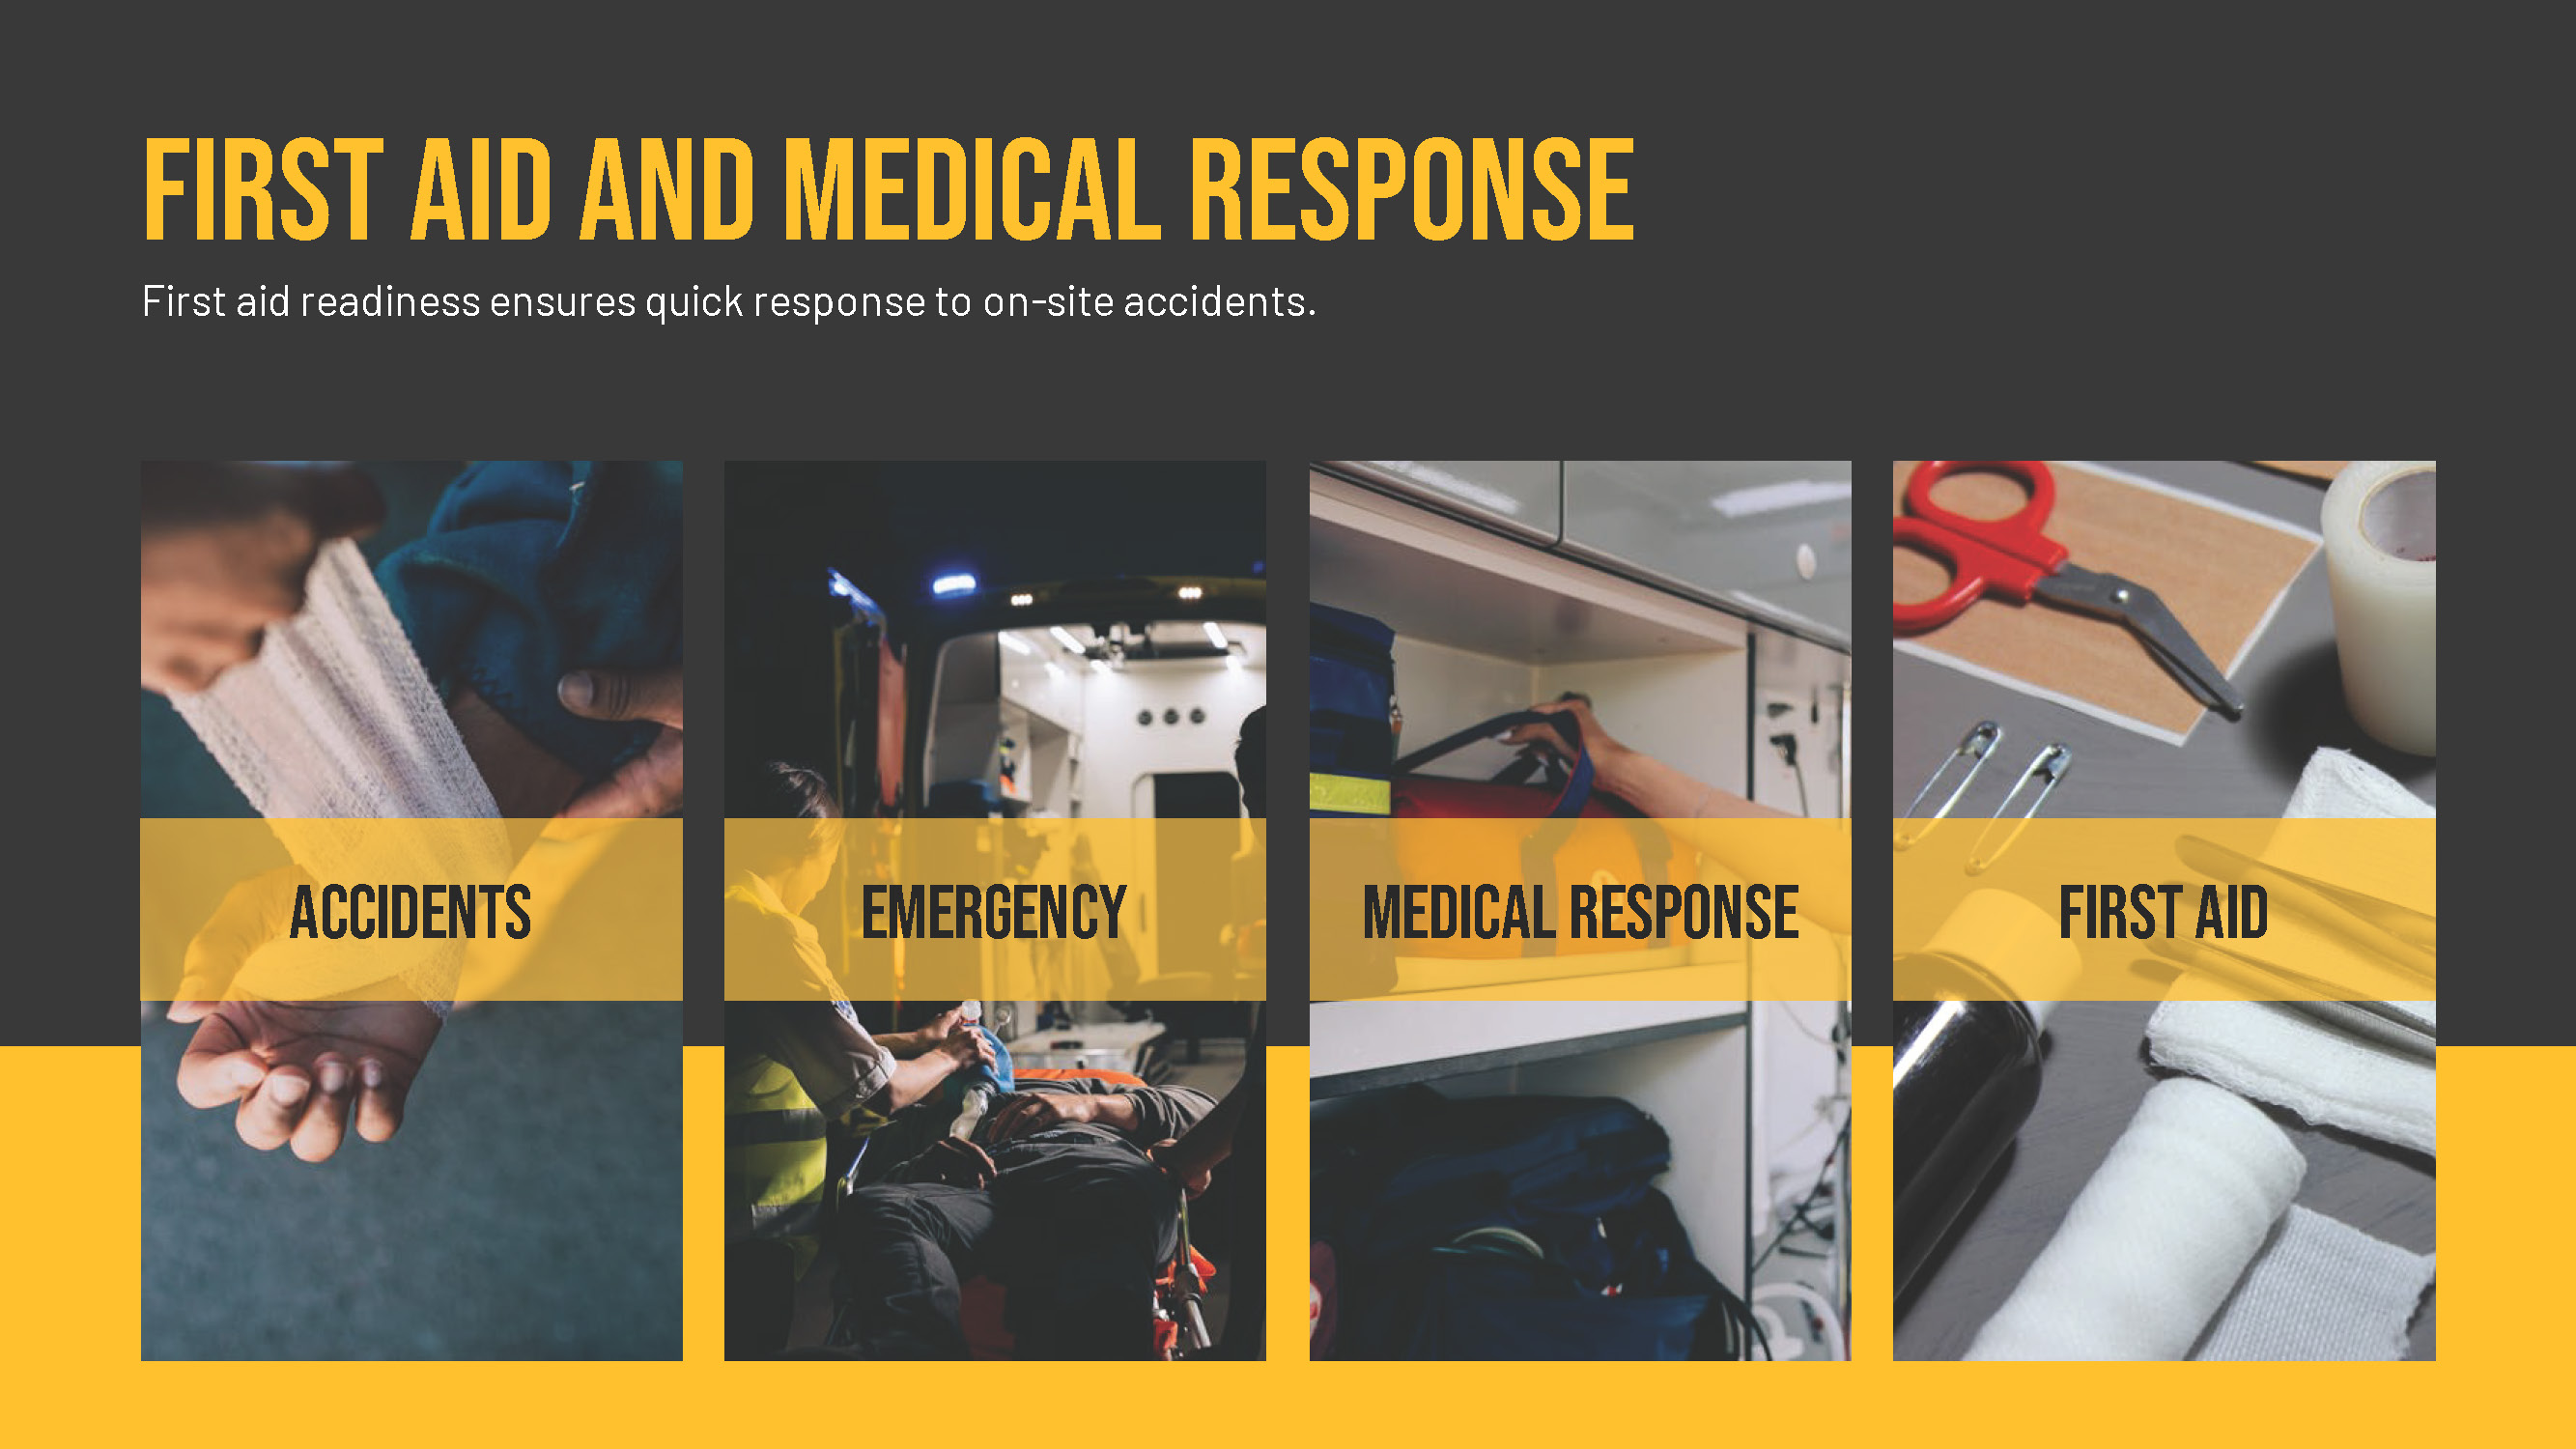 FIRST AID AND MEDICAL RESPONSE
First aid readiness ensures quick response to on-site accidents.
ACCIDENTS
EMERGENCY
MEDICAL RESPONSE
FIRST AID